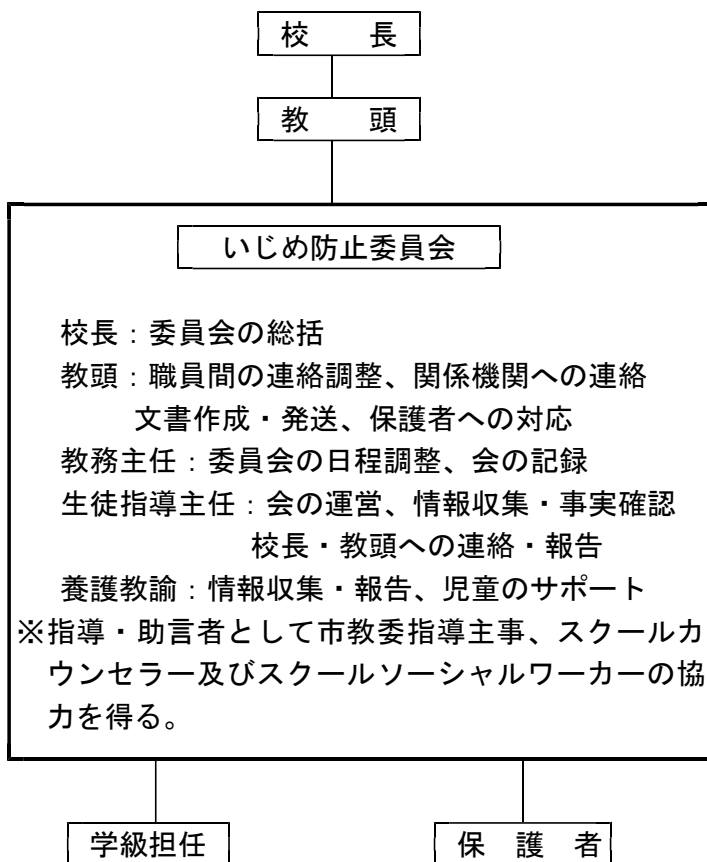 校　　長
教　　頭
いじめ防止委員会
校長：委員会の総括
教頭：職員間の連絡調整、関係機関への連絡
文書作成・発送、保護者への対応
教務主任：委員会の日程調整、会の記録
生徒指導主任：会の運営、情報収集・事実確認
校長・教頭への連絡・報告
養護教諭：情報収集・報告、児童のサポート
※指導・助言者として市教委指導主事、スクールカ
ウンセラー及びスクールソーシャルワーカーの協
力を得る。
学級担任
保　護　者